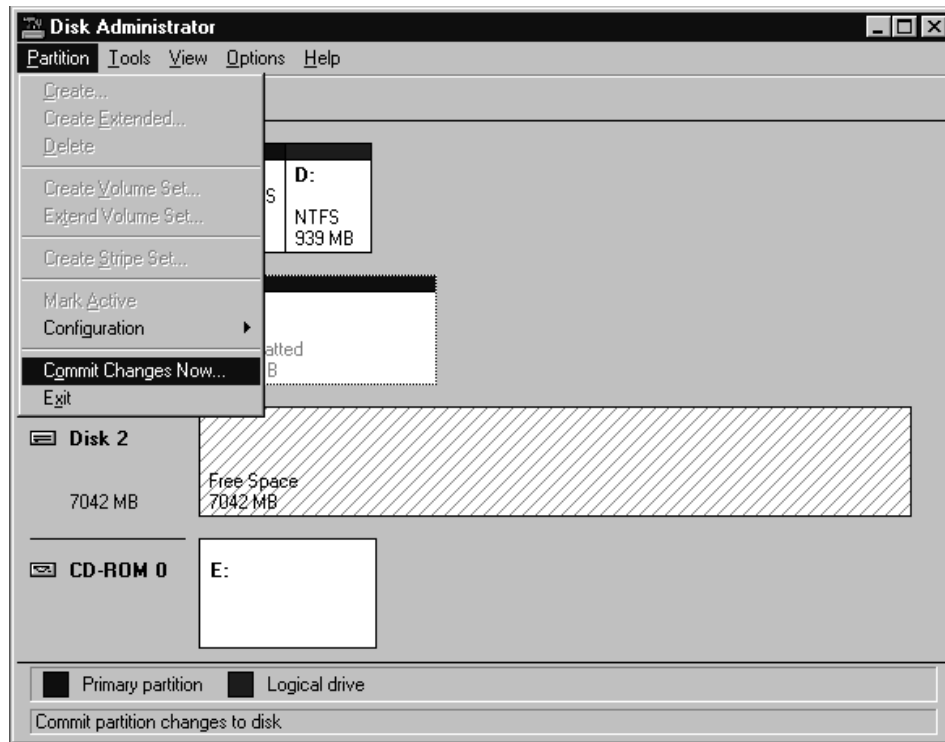 Disk Administrator
Partition Tools View Options Help
Create...
Create Extended...
Delete
Create Volume Set...
Extend Volume Set...
Create Stripe Set...
Mark Active
Configuration
Commit Changes Now...
Exit
S
D:
NTFS
939 MB
atted
B
Disk 2
7042 MB
Free Space
7042 MB
CD-ROM 0
E:
Primary partition Logical drive
Commit partition changes to disk